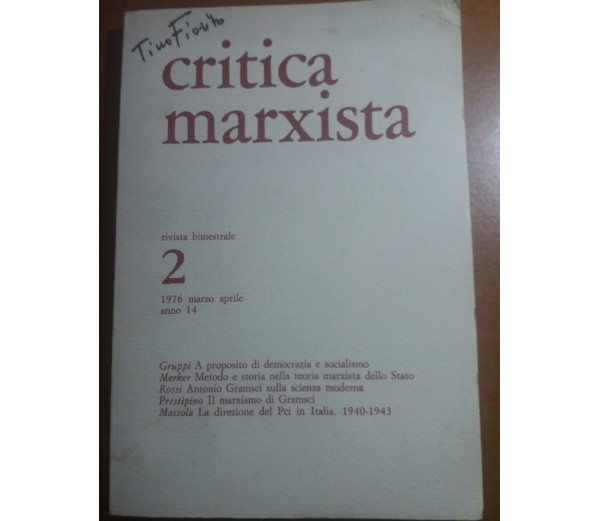 Tino Fiorito
critica
marxista
rivista bimestrale
2
1976 marzo aprile
anno 14
Gruppi A proposito di democrazia e socialismo
Merker Metodo e storia nella teoria marxista dello Stato
Rossi Antonio Gramsci sulla scienza moderna
Prestipino Il marxismo di Gramsci
Massola La direzione del Pci in Italia. 1940-1943